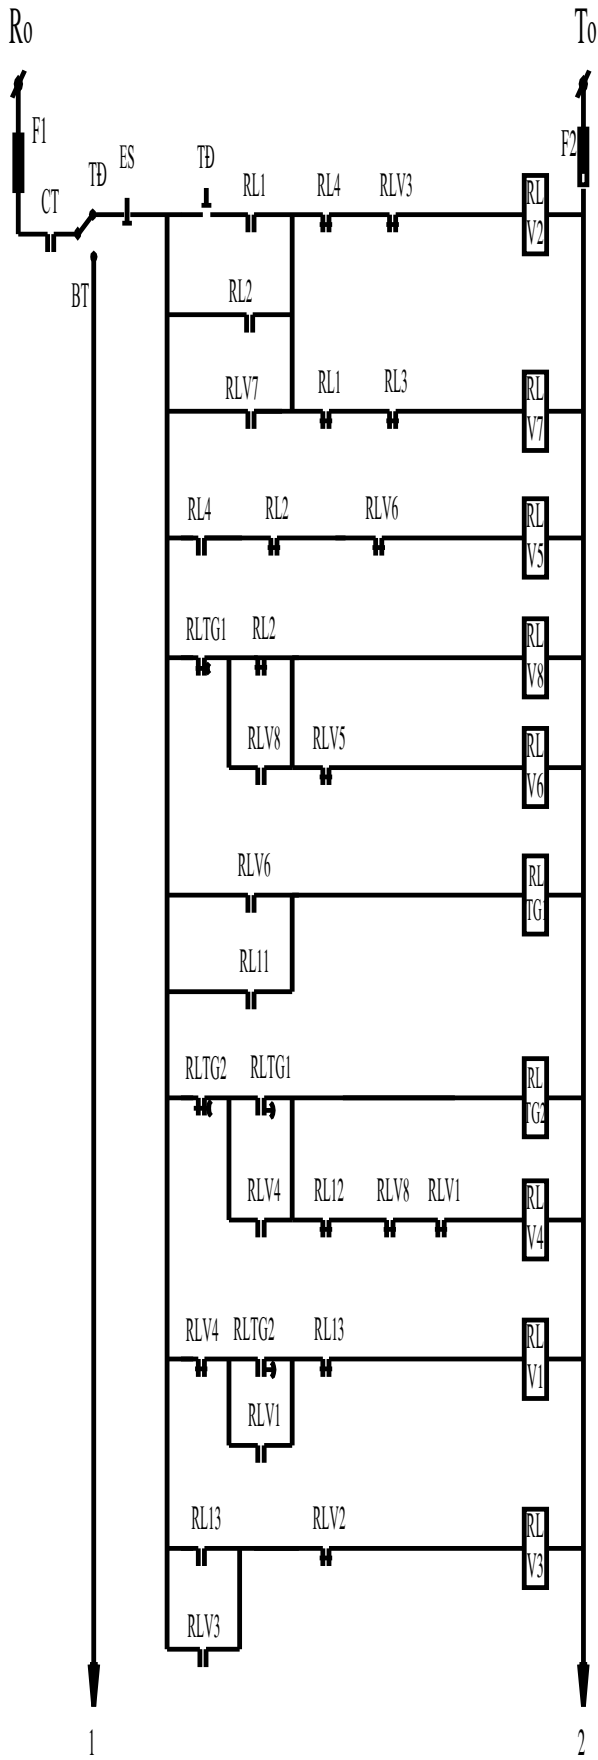 R0 T0
F1 F2
CT TĐ ES TĐ RL1 RL4 RLV3 RL V2
BT RL2
RLV7 RL1 RL3 RL V7
RL4 RL2 RLV6 RL V5
RLTG1 RL2 RL V8
RLV8 RLV5 RL V6
RLV6 RL TG1
RL11
RLTG2 RLTG1 RL TG2
RLV4 RL12 RLV8 RLV1 RL V4
RLV4 RLTG2 RL13 RL V1
RLV1
RL13 RLV2 RL V3
RLV3
1 2